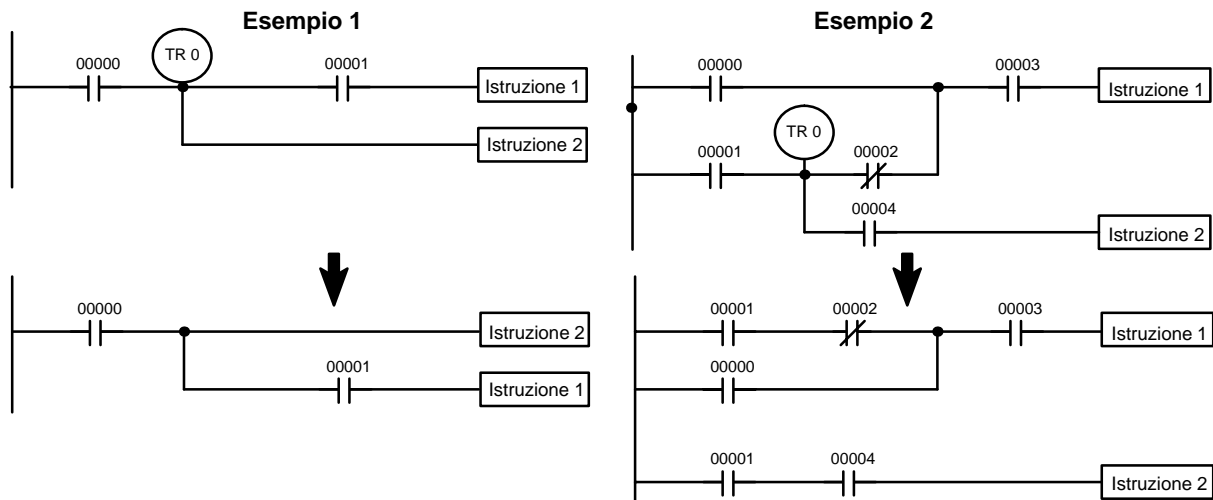 Esempio 1
TR 0
00000
00001
Istruzione 1
Istruzione 2
00000
Istruzione 2
00001
Istruzione 1
Esempio 2
00000
00003
Istruzione 1
TR 0
00001
00002
00004
Istruzione 2
00001
00002
00003
Istruzione 1
00000
00001
00004
Istruzione 2